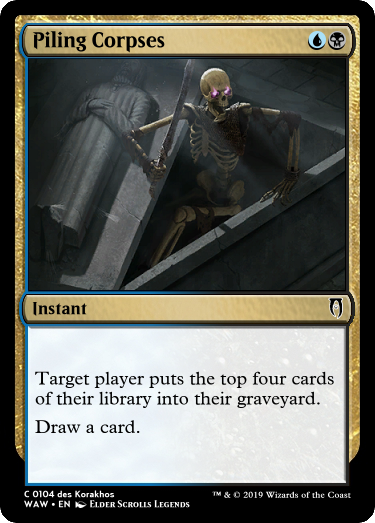 Piling Corpses
Instant
Target player puts the top four cards
of their library into their graveyard.
Draw a card.
C 0104 des Korakhos
WAW • EN Elder Scrolls Legends
™ & © 2019 Wizards of the Coast